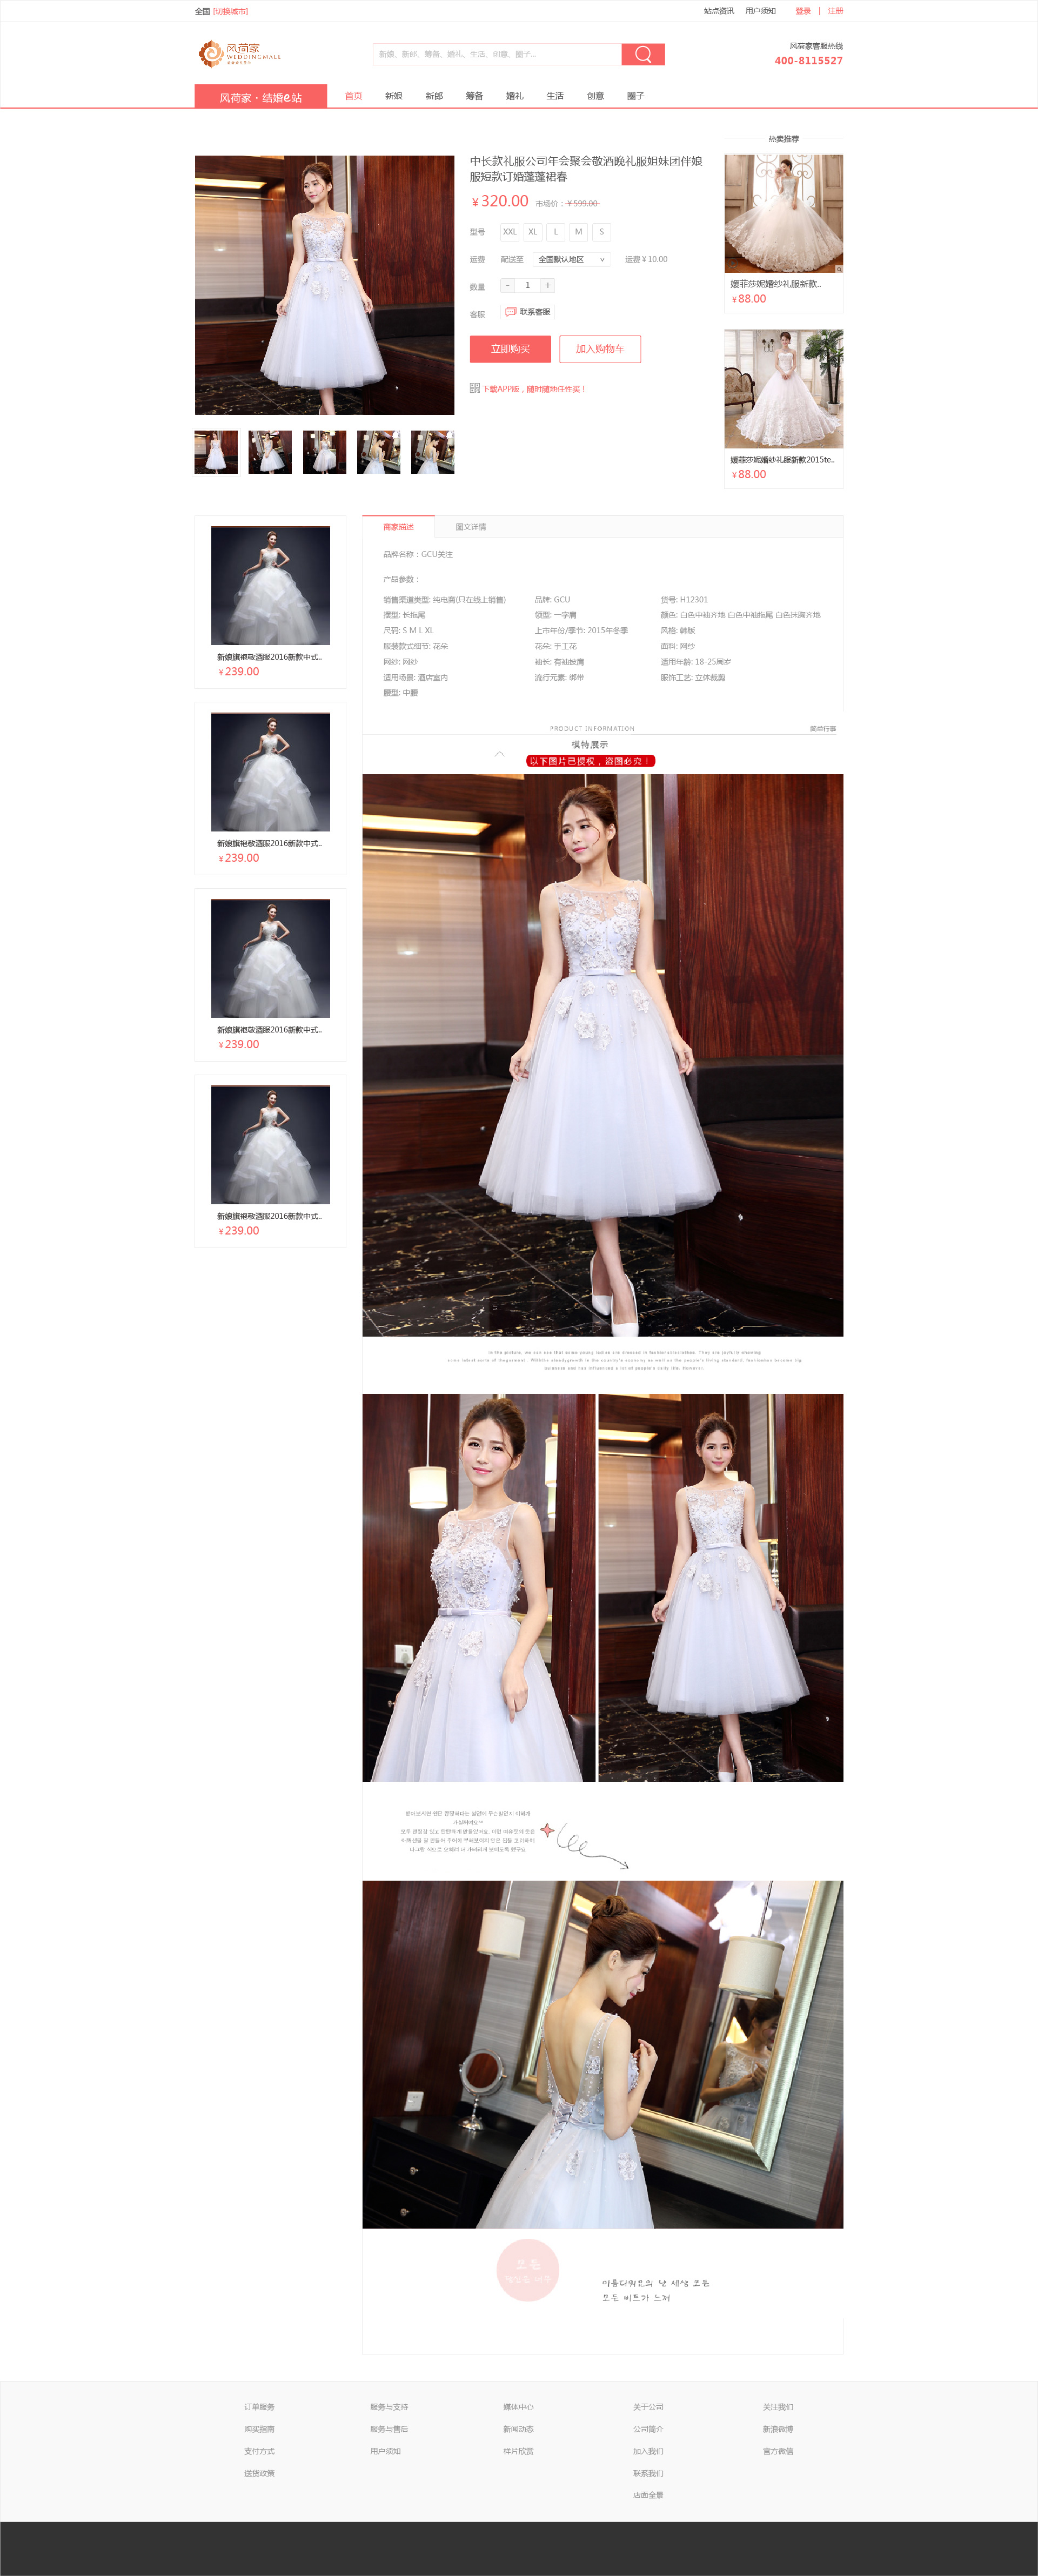 全国 [切换城市]
站点资讯 用户须知 登录 | 注册
风荷家
WEDDINGMALL
新娘、新郎、筹备、婚礼、生活、创意、圈子...
风荷家客服热线
400-8115527
风荷家·结婚e站
首页 新娘 新郎 筹备 婚礼 生活 创意 圈子
中长款礼服公司年会聚会敬酒晚礼服姐妹团伴娘
服短款订婚蓬蓬裙春
¥320.00 市场价：¥599.00
型号 XXL XL L M S
运费 配送至 全国默认地区 ∨ 运费 ¥ 10.00
数量 - 1 +
客服 联系客服
立即购买 加入购物车
下载APP版，随时随地任性买！
热卖推荐
媛菲莎妮婚纱礼服新款..
¥88.00
媛菲莎妮婚纱礼服新款2015te..
¥88.00
新娘旗袍敬酒服2016新款中式..
¥239.00
新娘旗袍敬酒服2016新款中式..
¥239.00
新娘旗袍敬酒服2016新款中式..
¥239.00
新娘旗袍敬酒服2016新款中式..
¥239.00
商家描述 图文详情
品牌名称：GCU关注
产品参数：
销售渠道类型: 纯电商(只在线上销售) 品牌: GCU 货号: H12301
摆型: 长拖尾 领型: 一字肩 颜色: 白色中袖齐地 白色中袖拖尾 白色抹胸齐地
尺码: S M L XL 上市年份/季节: 2015年冬季 风格: 韩版
服装款式细节: 花朵 花朵: 手工花 面料: 网纱
网纱: 网纱 袖长: 有袖披肩 适用年龄: 18-25周岁
适用场景: 酒店室内 流行元素: 绑带 服饰工艺: 立体裁剪
腰型: 中腰
PRODUCT INFORMATION 简单行事
模特展示
以下图片已授权，盗图必究！
아름다워요의 난 세상 모든
모든 비트가 느껴
订单服务 服务与支持 媒体中心 关于公司 关注我们
购买指南 服务与售后 新闻动态 公司简介 新浪微博
支付方式 用户须知 样片欣赏 加入我们 官方微信
送货政策 联系我们
店面全景